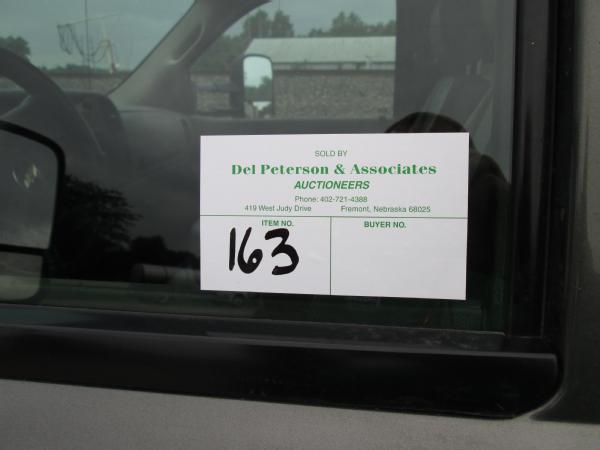 SOLD BY
Del Peterson & Associates
AUCTIONEERS
Phone: 402-721-4388
419 West Judy Drive Fremont, Nebraska 68025
ITEM NO. BUYER NO.
163